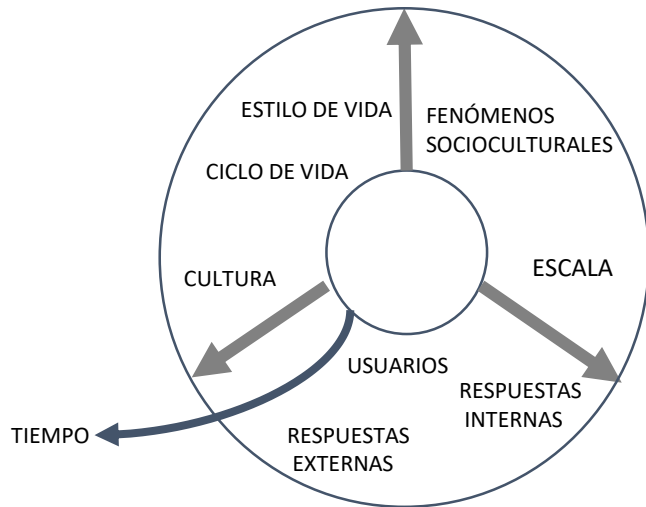 ESTILO DE VIDA
FENÓMENOS
SOCIOCULTURALES
CICLO DE VIDA
CULTURA
ESCALA
USUARIOS
RESPUESTAS
INTERNAS
TIEMPO
RESPUESTAS
EXTERNAS